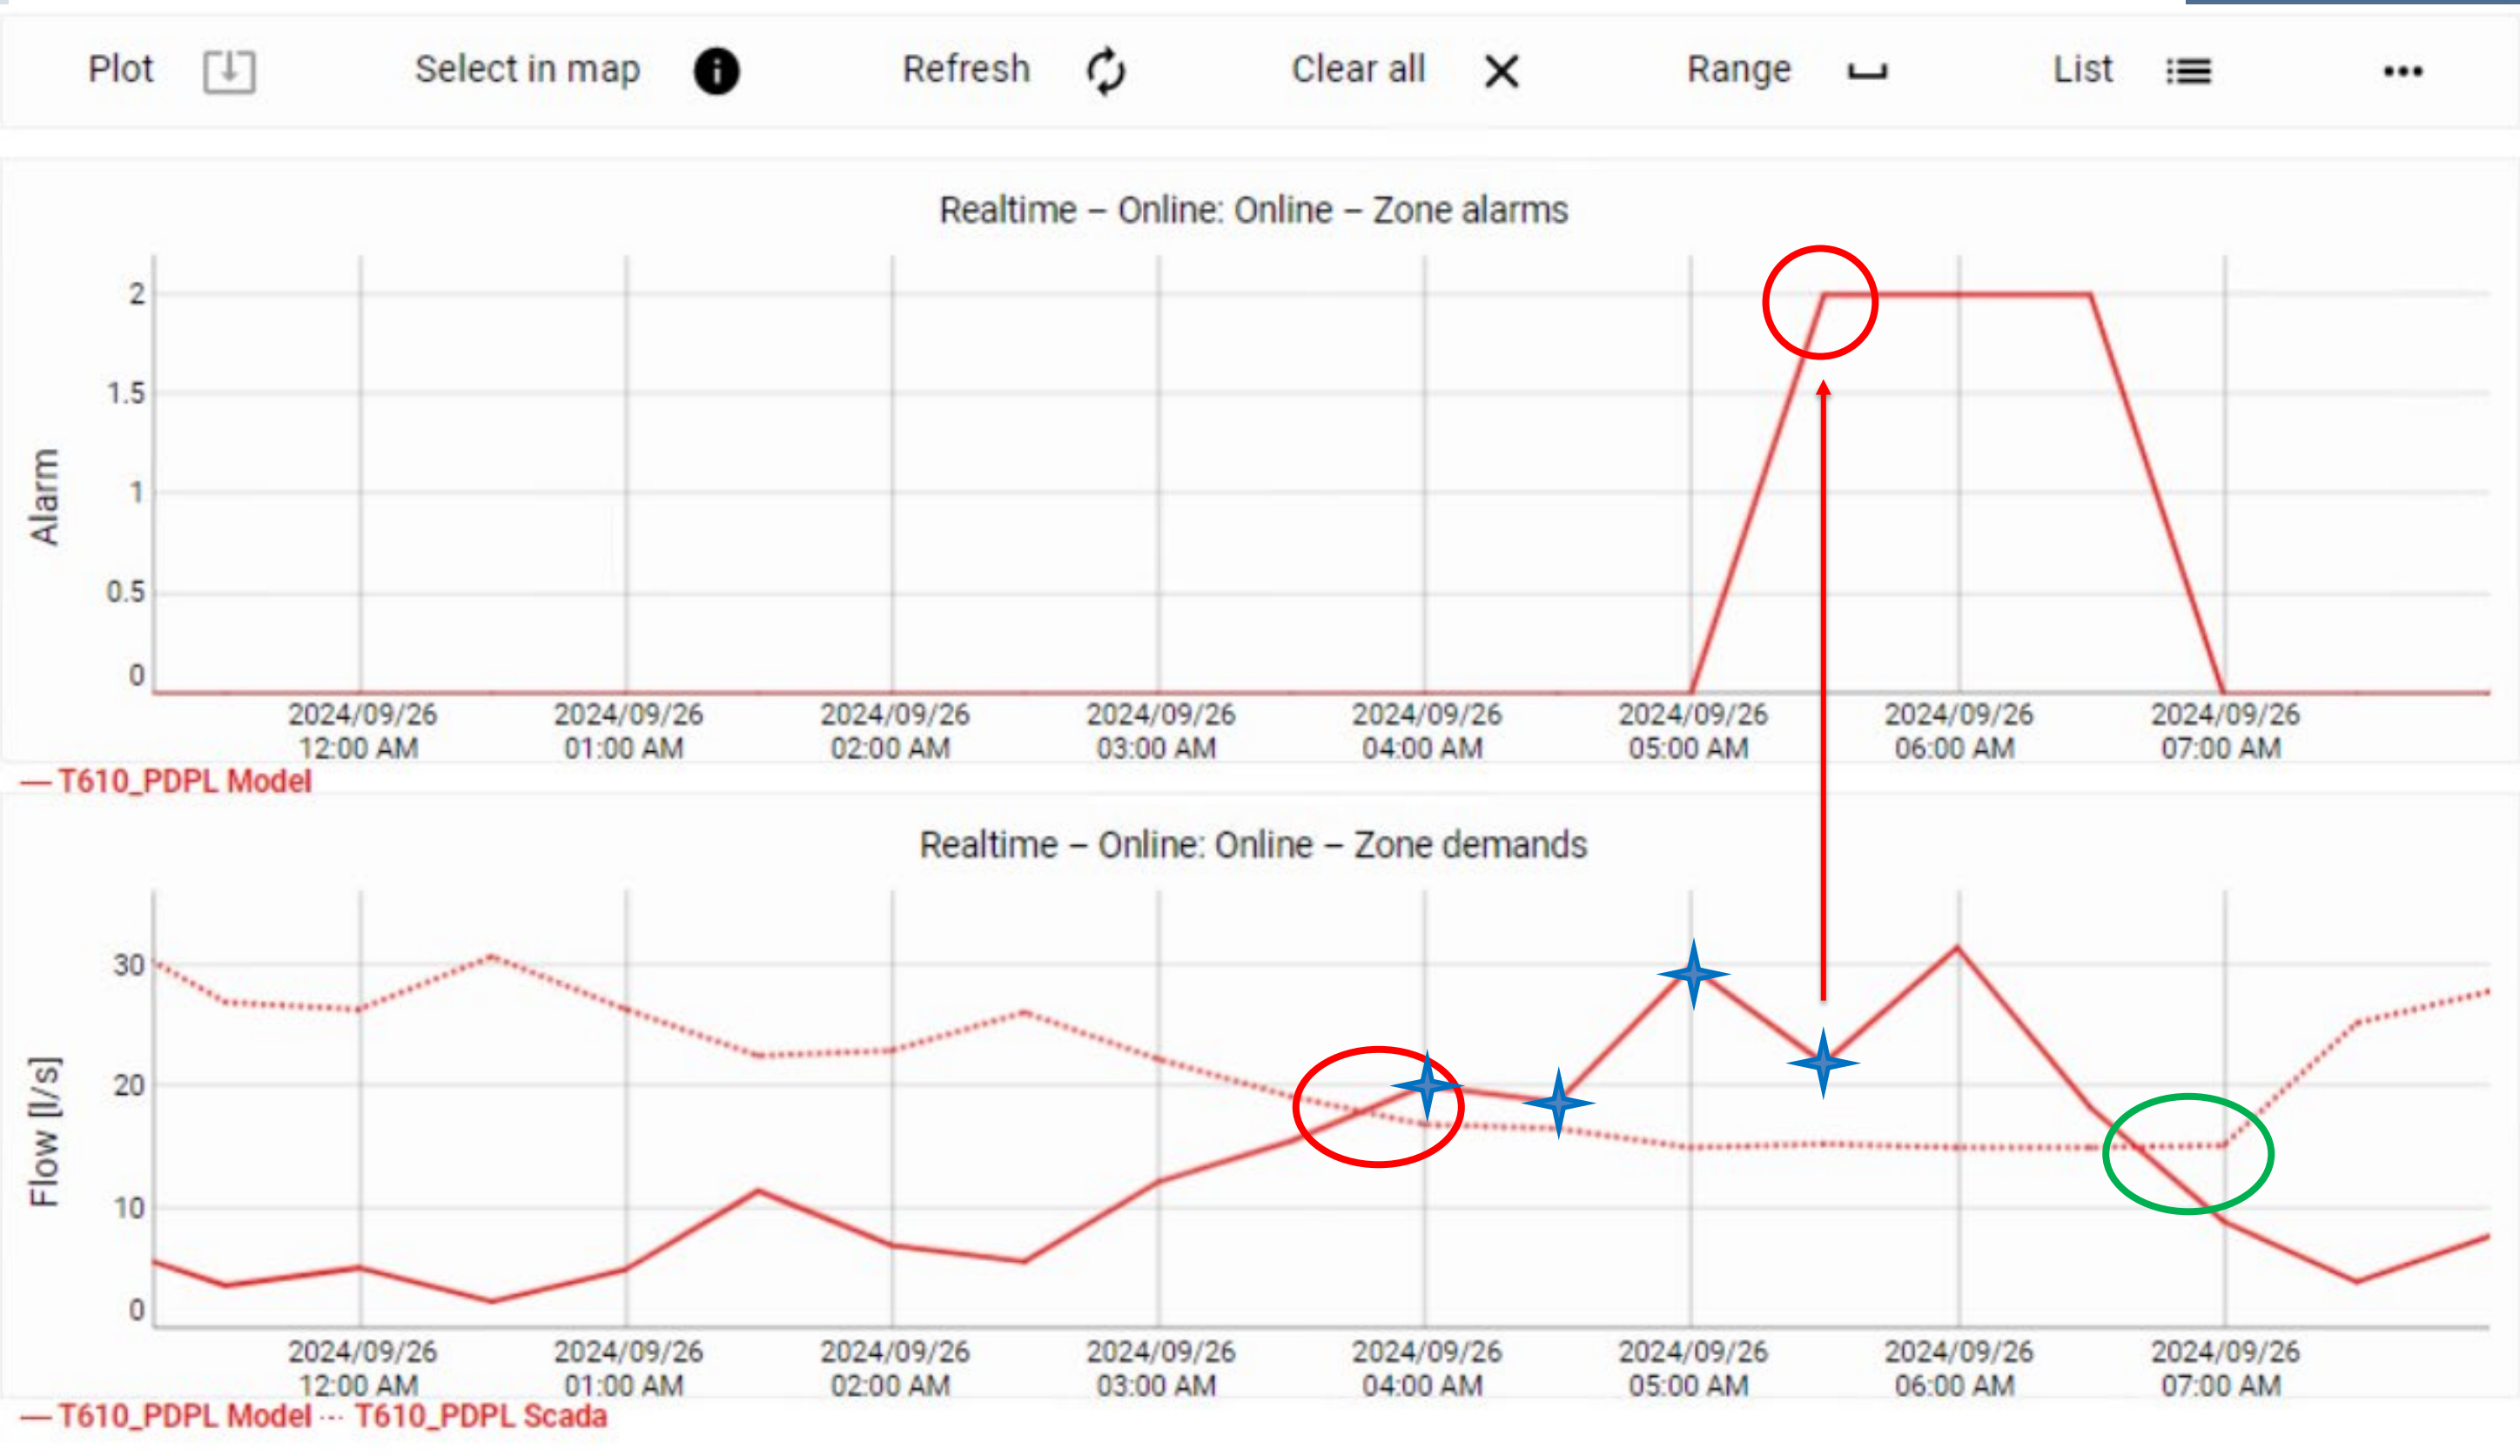 Plot Select in map Refresh Clear all Range List
Realtime – Online: Online – Zone alarms
2
1.5
1
0.5
0
Alarm
2024/09/26 2024/09/26 2024/09/26 2024/09/26 2024/09/26 2024/09/26 2024/09/26 2024/09/26
12:00 AM 01:00 AM 02:00 AM 03:00 AM 04:00 AM 05:00 AM 06:00 AM 07:00 AM
— T610_PDPL Model
Realtime – Online: Online – Zone demands
30
20
10
0
Flow [l/s]
2024/09/26 2024/09/26 2024/09/26 2024/09/26 2024/09/26 2024/09/26 2024/09/26 2024/09/26
12:00 AM 01:00 AM 02:00 AM 03:00 AM 04:00 AM 05:00 AM 06:00 AM 07:00 AM
— T610_PDPL Model ··· T610_PDPL Scada